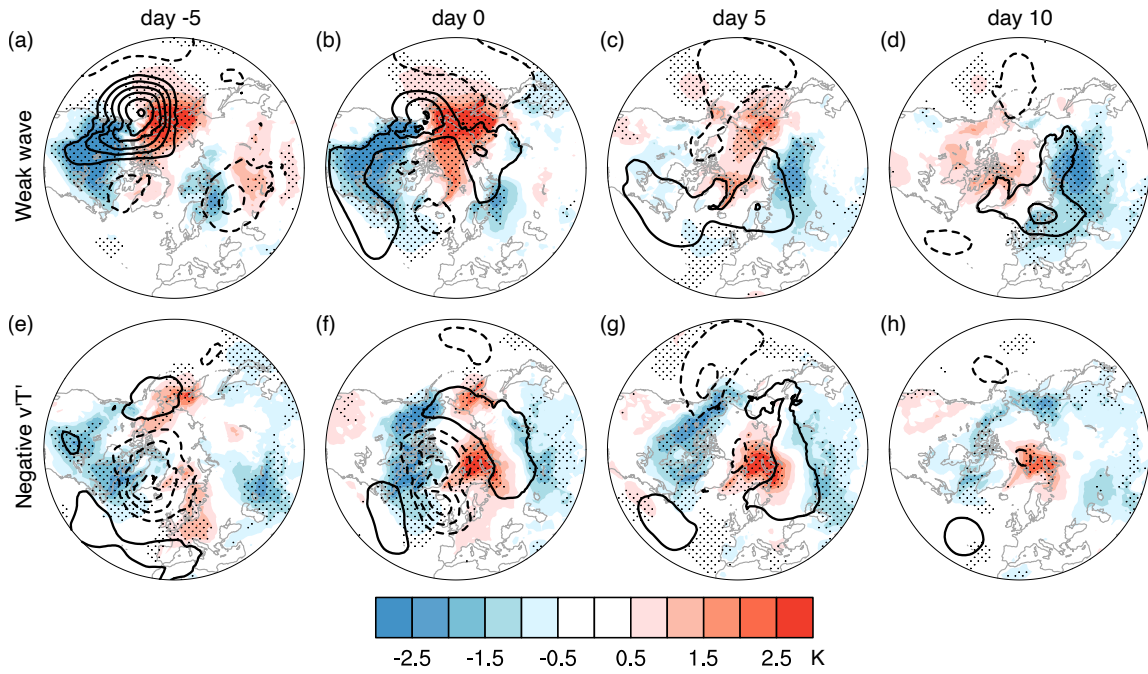 day -5 day 0 day 5 day 10
(a) (b) (c) (d)
Weak wave
(e) (f) (g) (h)
Negative v'T'
-2.5 -1.5 -0.5 0.5 1.5 2.5 K